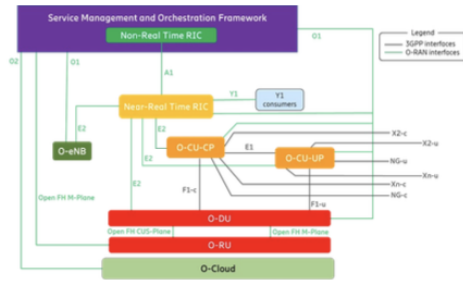 Service Management and Orchestration Framework
Non-Real Time RIC
O1
Legend
3GPP interfaces
O-RAN interfaces
O2
O1
A1
Y1
Y1
consumers
Near-Real Time RIC
E2
E2
O-eNB
E2
O-CU-CP
E1
O-CU-UP
X2-c
X2-u
NG-u
Xn-u
Xn-c
NG-c
E2
Open FH M-Plane
F1-c
F1-u
O-DU
Open FH CUS-Plane
Open FH M-Plane
O-RU
O-Cloud